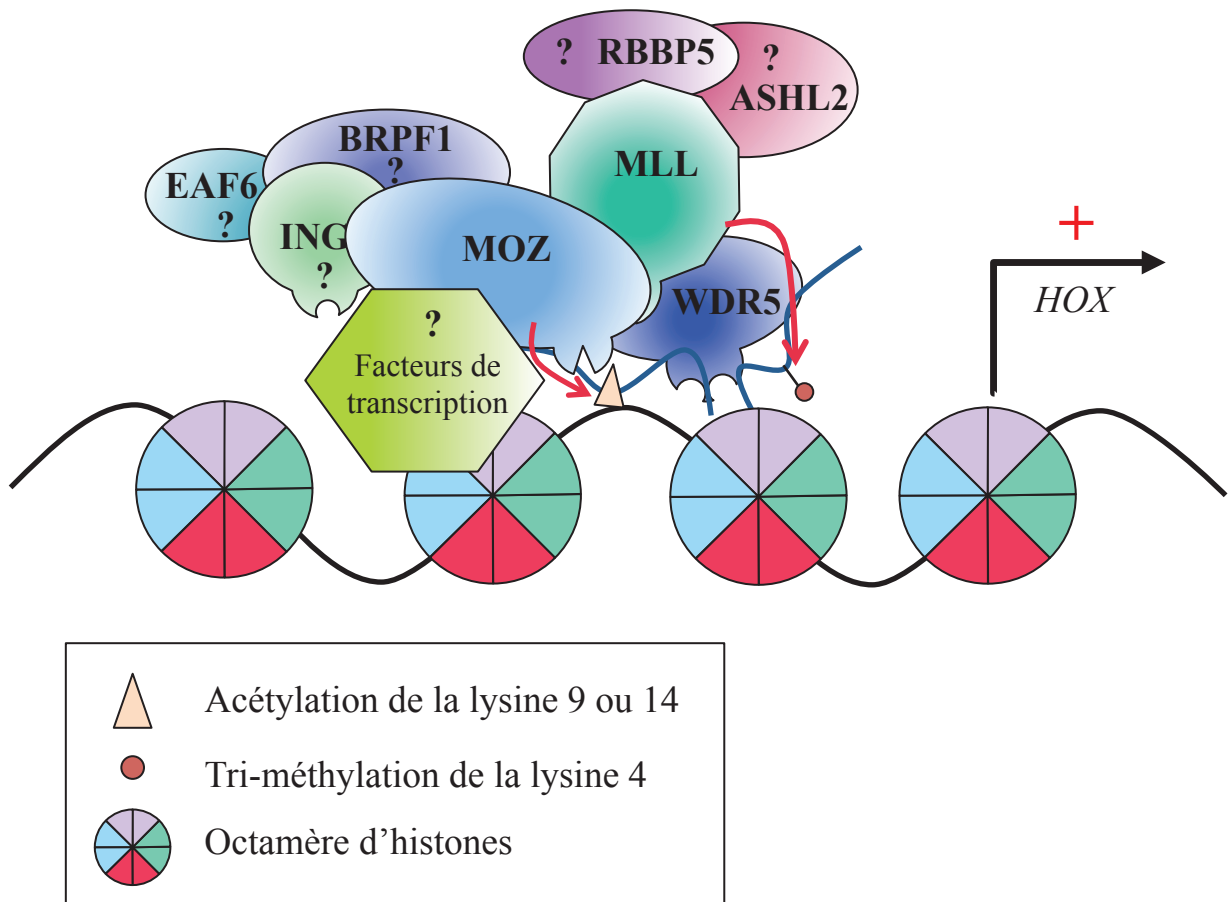 ? RBBP5
?
ASHL2
BRPF1
?
MLL
EAF6
?
ING
?
MOZ
WDR5
+
HOX
?
Facteurs de
transcription
Acétylation de la lysine 9 ou 14
Tri-méthylation de la lysine 4
Octamère d’histones